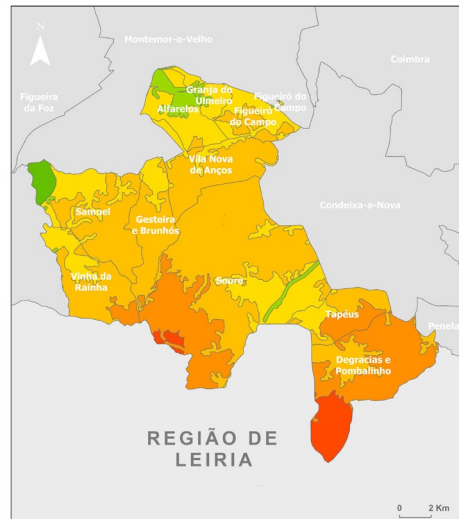 N
Montemor-o-Velho
Coimbra
Figueira
da Foz
Granja do
Ulmeiro
Alfarelos
Figueiró do
Campo
Figueiró
do Campo
Vila Nova
de Anços
Condeixa-a-Nova
Samuel
Gesteira
e Brunhós
Vinha da
Rainha
Soure
Tapéus
Penela
Degracias e
Pombalinho
REGIÃO DE
LEIRIA
0 2 Km